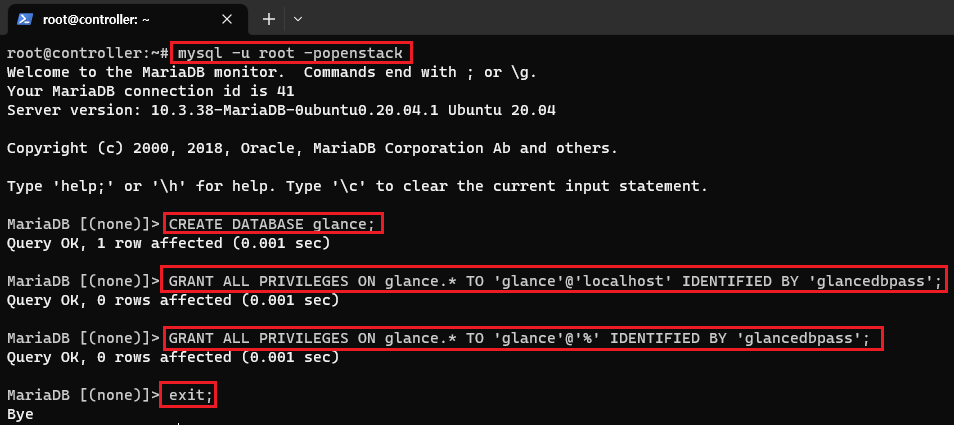 root@controller: ~
root@controller:~# mysql -u root -popenstack
Welcome to the MariaDB monitor.  Commands end with ; or \g.
Your MariaDB connection id is 41
Server version: 10.3.38-MariaDB-0ubuntu0.20.04.1 Ubuntu 20.04
Copyright (c) 2000, 2018, Oracle, MariaDB Corporation Ab and others.
Type 'help;' or '\h' for help. Type '\c' to clear the current input statement.
MariaDB [(none)]> CREATE DATABASE glance;
Query OK, 1 row affected (0.001 sec)
MariaDB [(none)]> GRANT ALL PRIVILEGES ON glance.* TO 'glance'@'localhost' IDENTIFIED BY 'glancedbpass';
Query OK, 0 rows affected (0.001 sec)
MariaDB [(none)]> GRANT ALL PRIVILEGES ON glance.* TO 'glance'@'%' IDENTIFIED BY 'glancedbpass';
Query OK, 0 rows affected (0.001 sec)
MariaDB [(none)]> exit;
Bye